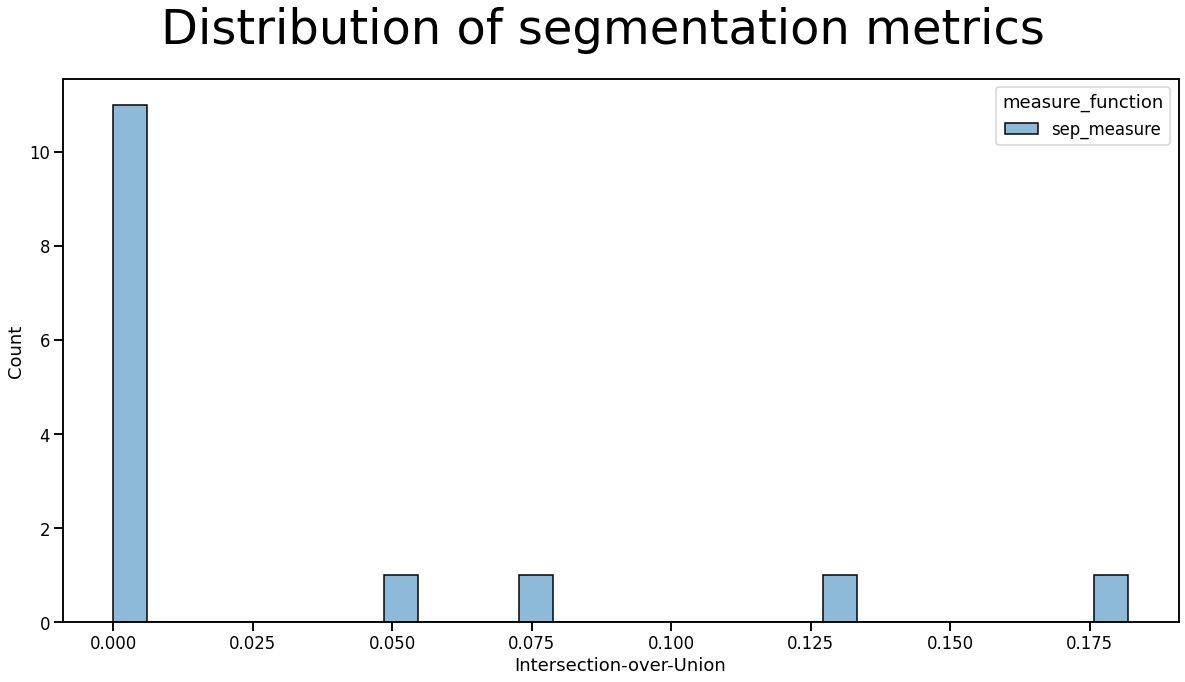 Distribution of segmentation metrics
measure_function
sep_measure
10
8
6
4
2
0
Count
0.000 0.025 0.050 0.075 0.100 0.125 0.150 0.175
Intersection-over-Union